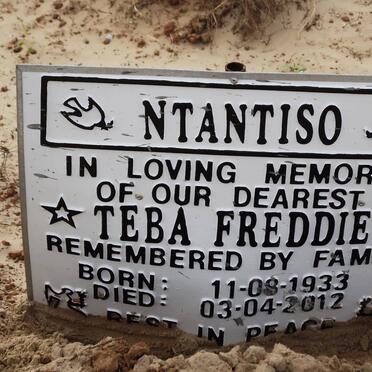 NTANTISO
IN LOVING MEMOR
OF OUR DEAREST
TEBA FREDDIE
REMEMBERED BY FAM
BORN: 11-08-1933
DIED: 03-04-2012
REST IN PEACE